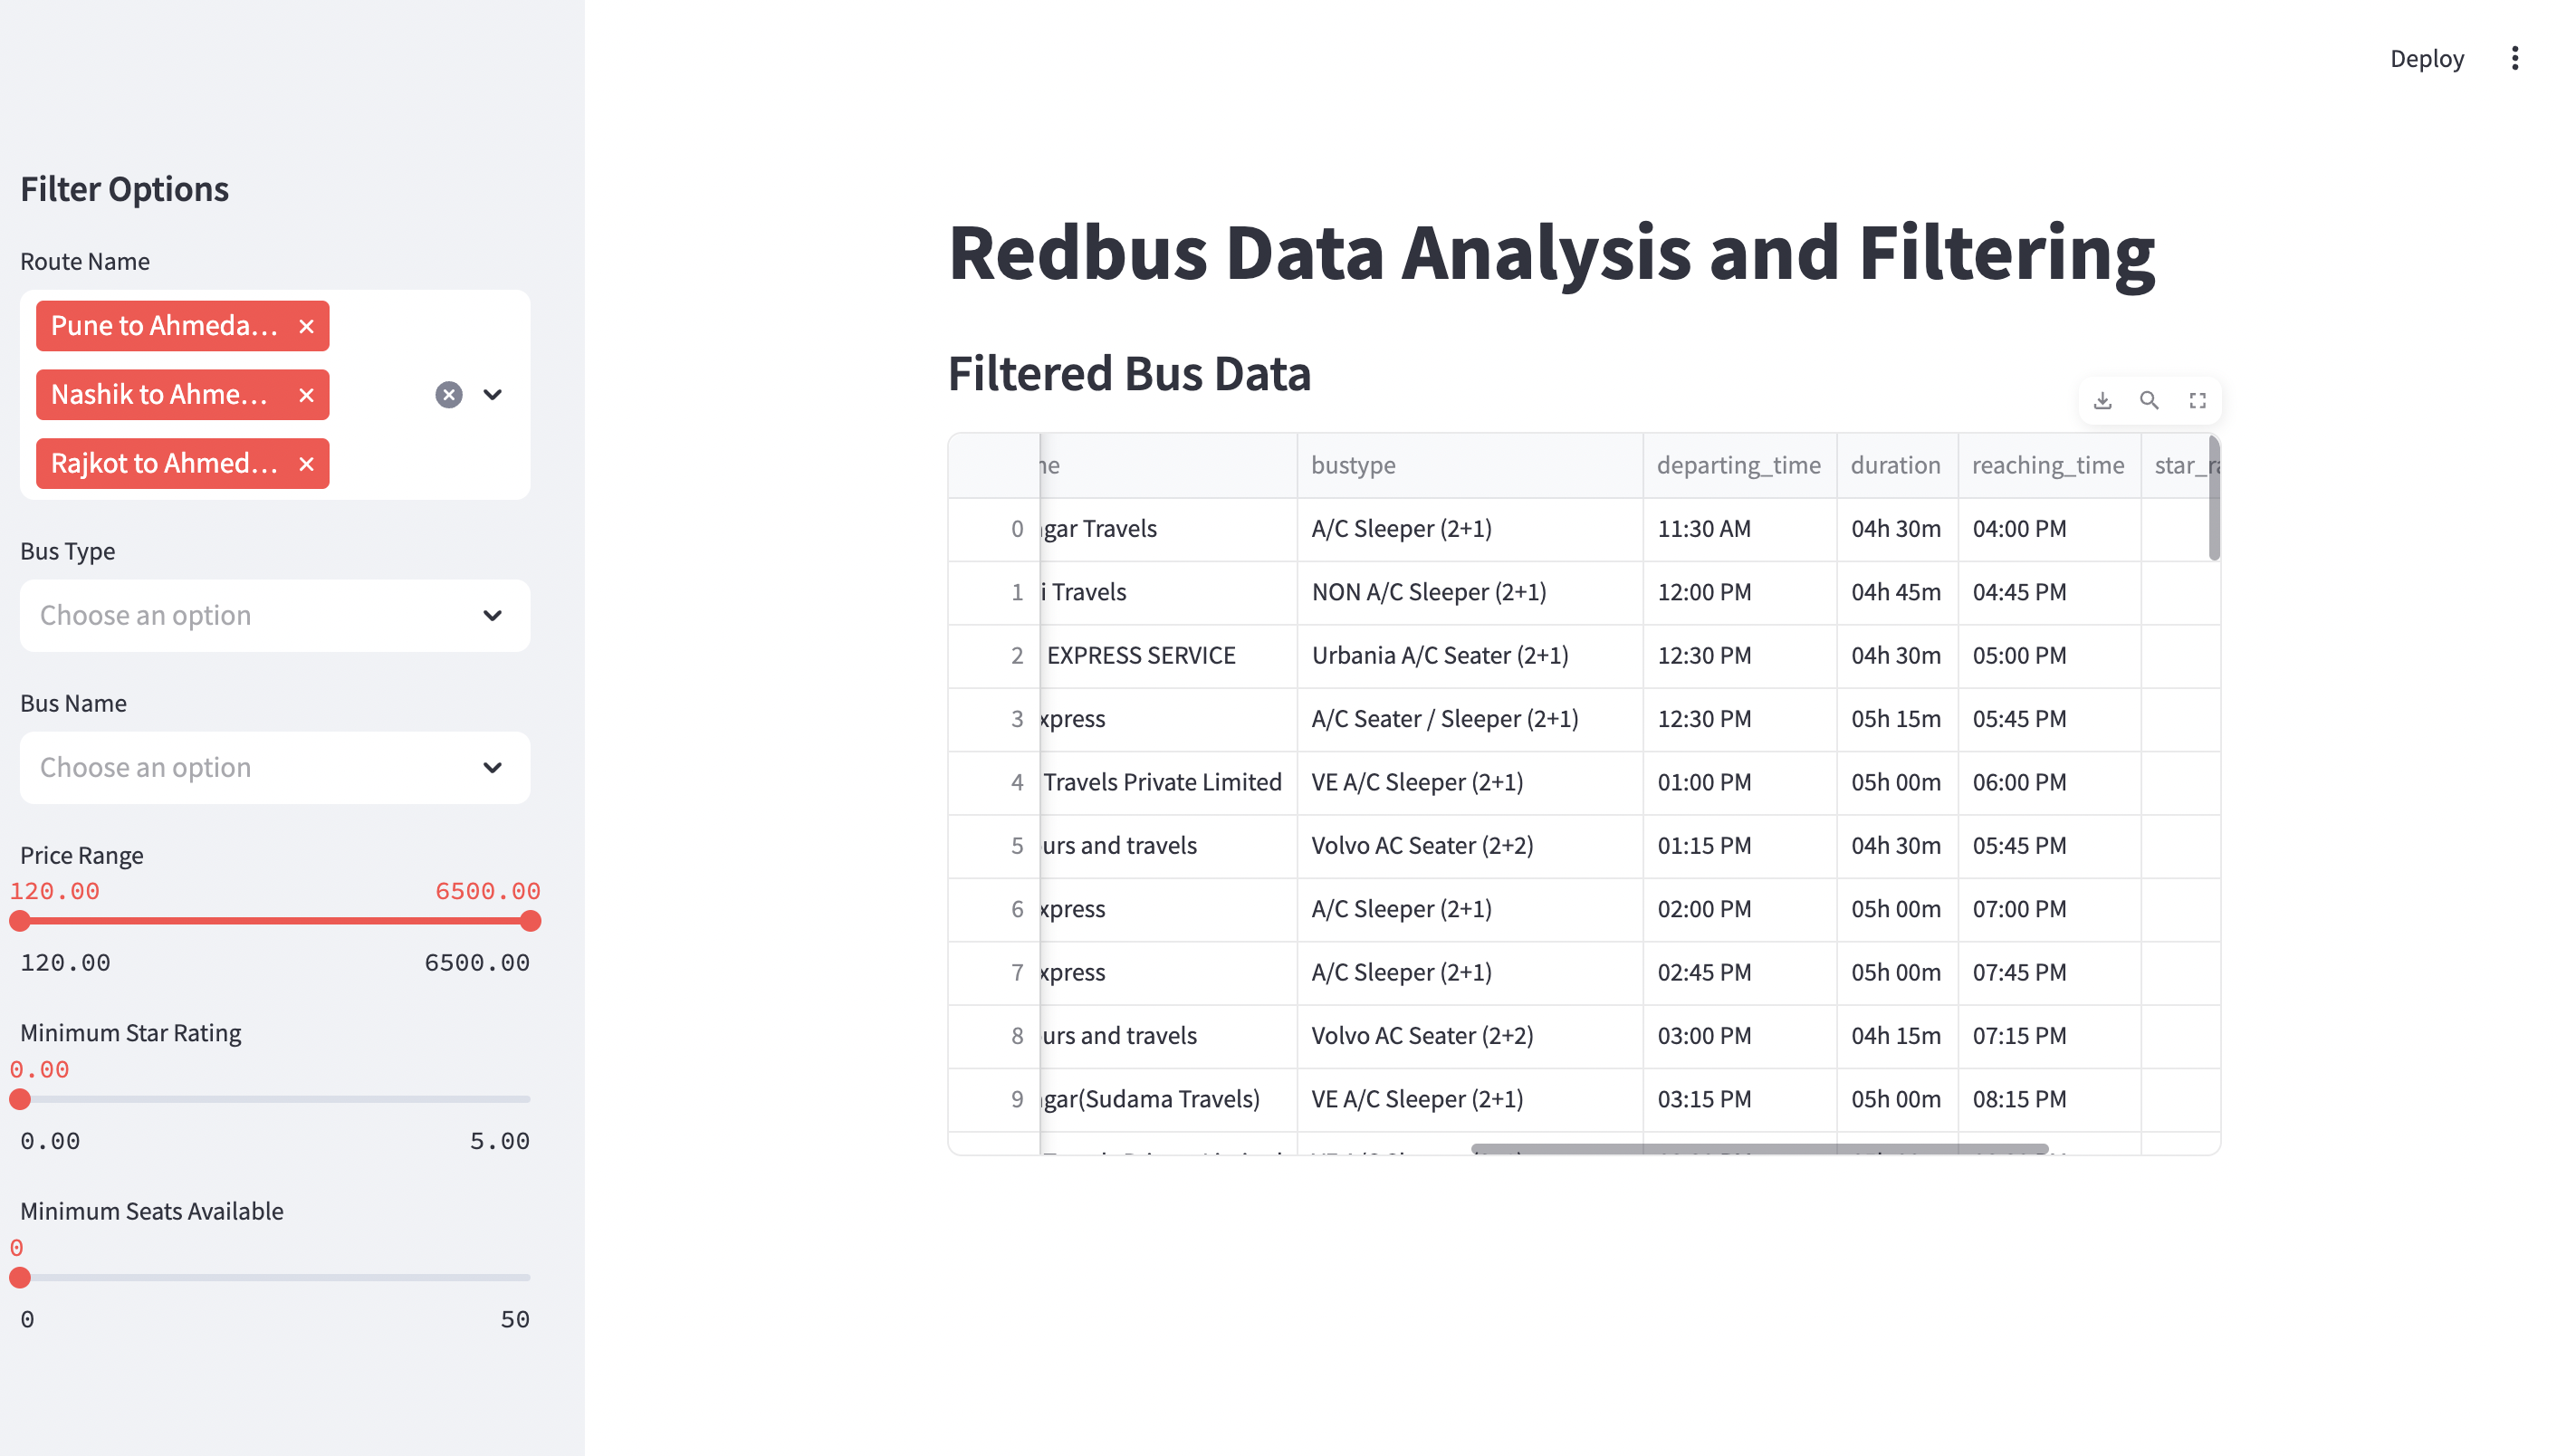 Deploy
Filter Options
Route Name
Pune to Ahmeda...
Nashik to Ahme...
Rajkot to Ahmed...
Bus Type
Choose an option
Bus Name
Choose an option
Price Range
120.00 6500.00
120.00 6500.00
Minimum Star Rating
0.00
0.00 5.00
Minimum Seats Available
0
0 50
Redbus Data Analysis and Filtering
Filtered Bus Data
bustype departing_time duration reaching_time star_
0 Travels A/C Sleeper (2+1) 11:30 AM 04h 30m 04:00 PM
1 Travels NON A/C Sleeper (2+1) 12:00 PM 04h 45m 04:45 PM
2 EXPRESS SERVICE Urbania A/C Seater (2+1) 12:30 PM 04h 30m 05:00 PM
3 xpress A/C Seater / Sleeper (2+1) 12:30 PM 05h 15m 05:45 PM
4 Travels Private Limited VE A/C Sleeper (2+1) 01:00 PM 05h 00m 06:00 PM
5 urs and travels Volvo AC Seater (2+2) 01:15 PM 04h 30m 05:45 PM
6 xpress A/C Sleeper (2+1) 02:00 PM 05h 00m 07:00 PM
7 xpress A/C Sleeper (2+1) 02:45 PM 05h 00m 07:45 PM
8 urs and travels Volvo AC Seater (2+2) 03:00 PM 04h 15m 07:15 PM
9 gar(Sudama Travels) VE A/C Sleeper (2+1) 03:15 PM 05h 00m 08:15 PM